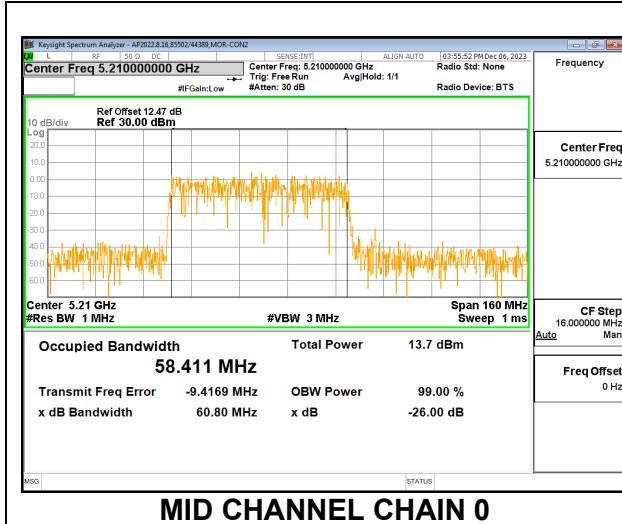 Keysight Spectrum Analyzer - AP2022.8.16,85502/44389,MOR-CON2
L RF 50 Ω DC SENSE:INT ALIGN AUTO 03:55:52 PM Dec 06, 2023
Center Freq 5.210000000 GHz
Center Freq: 5.210000000 GHz
Radio Std: None
Trig: Free Run Avg|Hold: 1/1
#IFGain:Low #Atten: 30 dB Radio Device: BTS
Frequency
Ref Offset 12.47 dB
10 dB/div Ref 30.00 dBm
Log
20.0
10.0
0.00
-10.0
-20.0
-30.0
-40.0
-50.0
-60.0
Center 5.21 GHz Span 160 MHz
#Res BW 1 MHz #VBW 3 MHz Sweep 1 ms
Center Freq
5.210000000 GHz
CF Step
16.000000 MHz
Auto Man
Freq Offset
0 Hz
Occupied Bandwidth Total Power 13.7 dBm
58.411 MHz
Transmit Freq Error -9.4169 MHz OBW Power 99.00 %
x dB Bandwidth 60.80 MHz x dB -26.00 dB
MSG STATUS
MID CHANNEL CHAIN 0